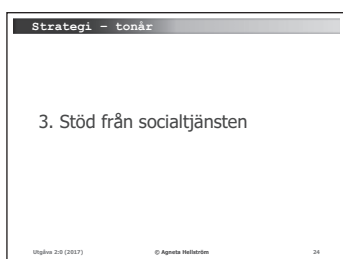 Strategi – tonår
3. Stöd från socialtjänsten
Utgåva 2:0 (2017) © Agneta Hellström 24